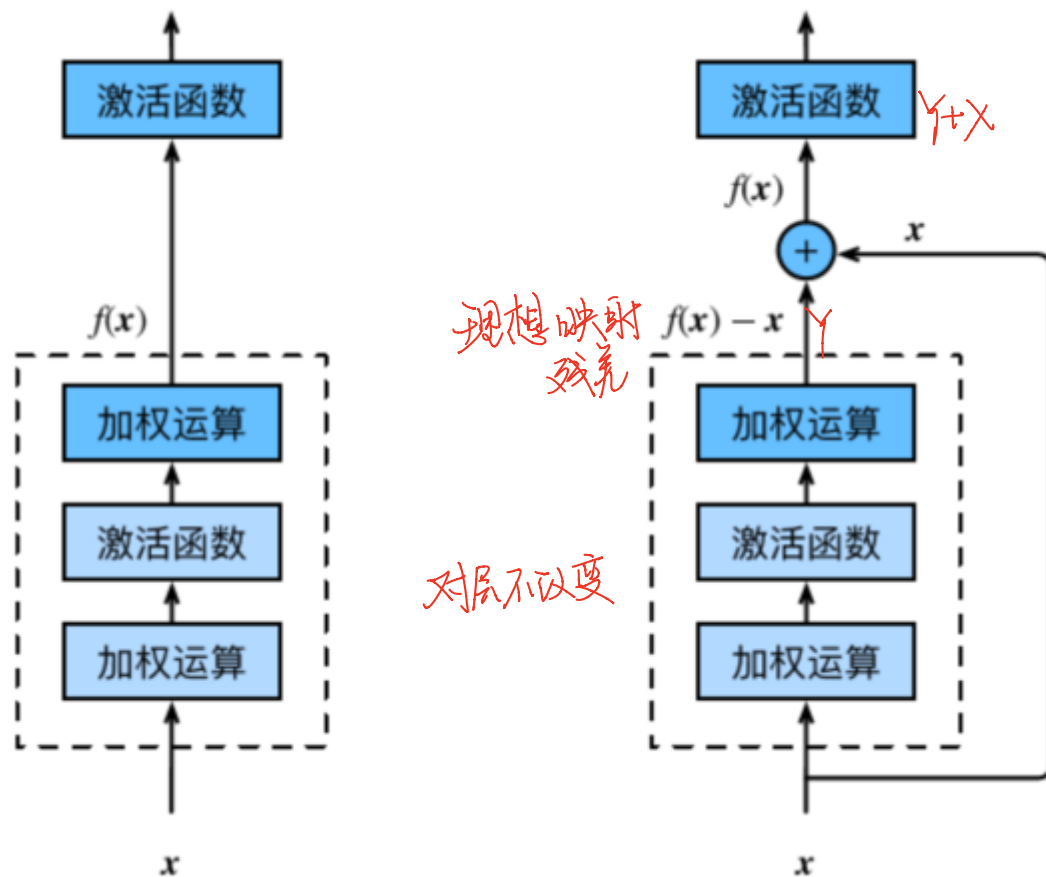 激活函数
f(x)
加权运算
激活函数
加权运算
x
激活函数
Y+X
f(x)
x
+
理想映射
残差
f(x) − x
Y
加权运算
激活函数
加权运算
对层不改变
x